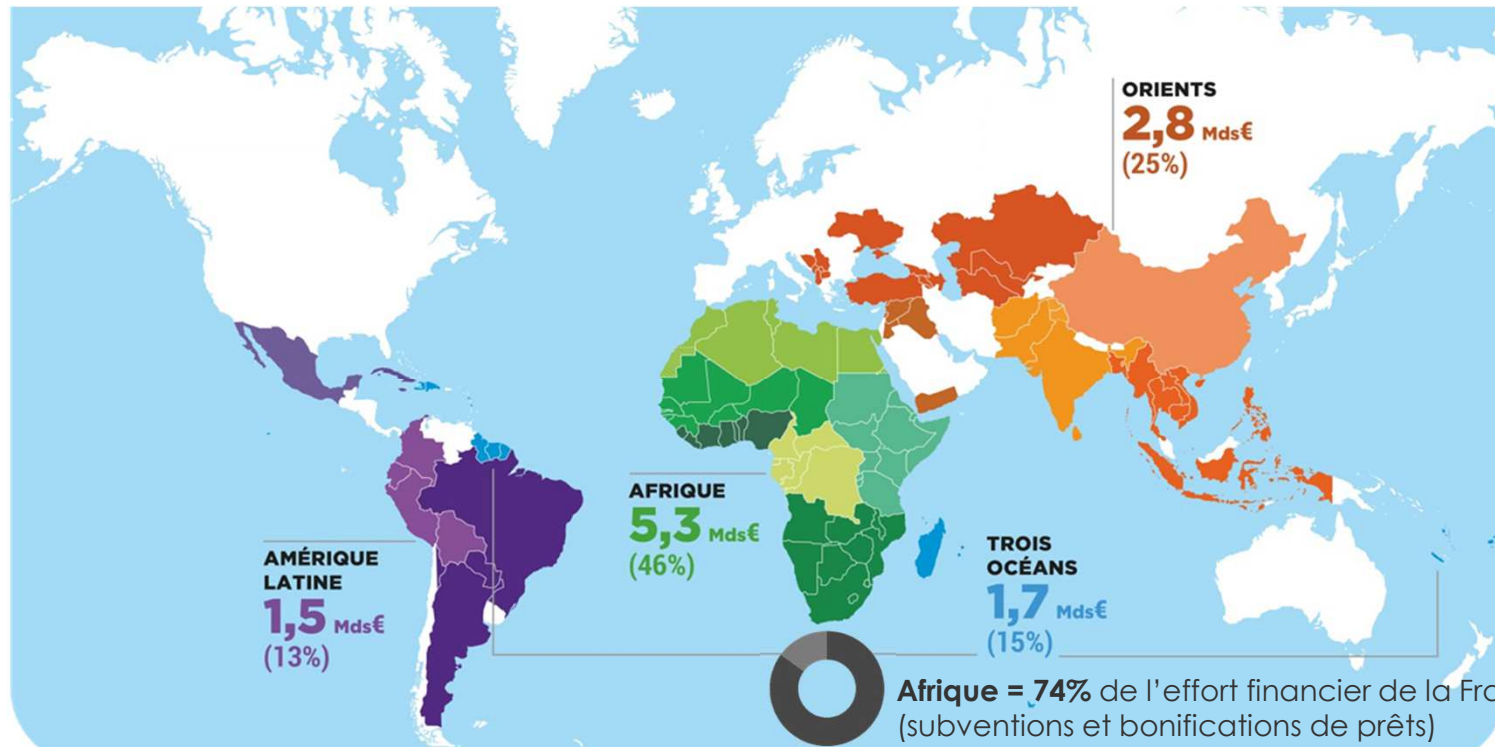 ORIENTS
2,8 Mds€
(25%)
AFRIQUE
5,3 Mds€
(46%)
AMÉRIQUE
LATINE
1,5 Mds€
(13%)
TROIS
OCÉANS
1,7 Mds€
(15%)
Afrique = 74% de l’effort financier de la
(subventions et bonifications de prêts)